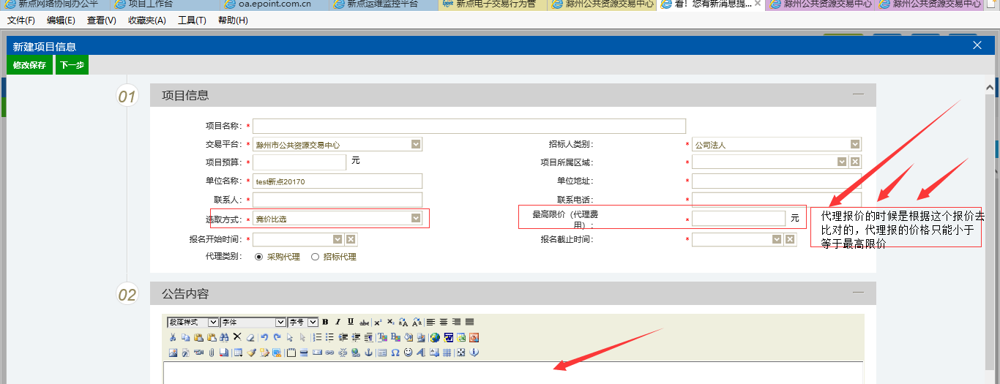 新点网络协同办公平
项目工作台
oa.epoint.com.cn
新点运维监控平台
新点电子交易行为管
滁州公共资源交易中心
看！您有新消息提...
滁州公共资源交易中心
滁州公共资源交易中心
文件(F) 编辑(E) 查看(V) 收藏夹(A) 工具(T) 帮助(H)
新建项目信息
修改保存 下一步
01 项目信息
项目名称：*
交易平台：* 滁州市公共资源交易中心 招标人类别： * 公司法人
项目预算：* 元 项目所属区域： *
单位名称：* test新点20170 单位地址： *
联系人：* 联系电话： *
选取方式：* 竞价比选 最高限价（代理费
用）： * 元
报名开始时间：* 报名截止时间： *
代理类别： 采购代理 招标代理
代理报价的时候是根据这个报价去
比对的，代理报的价格只能小于
等于最高限价
02 公告内容
段落样式 字体 字号 B I U abc